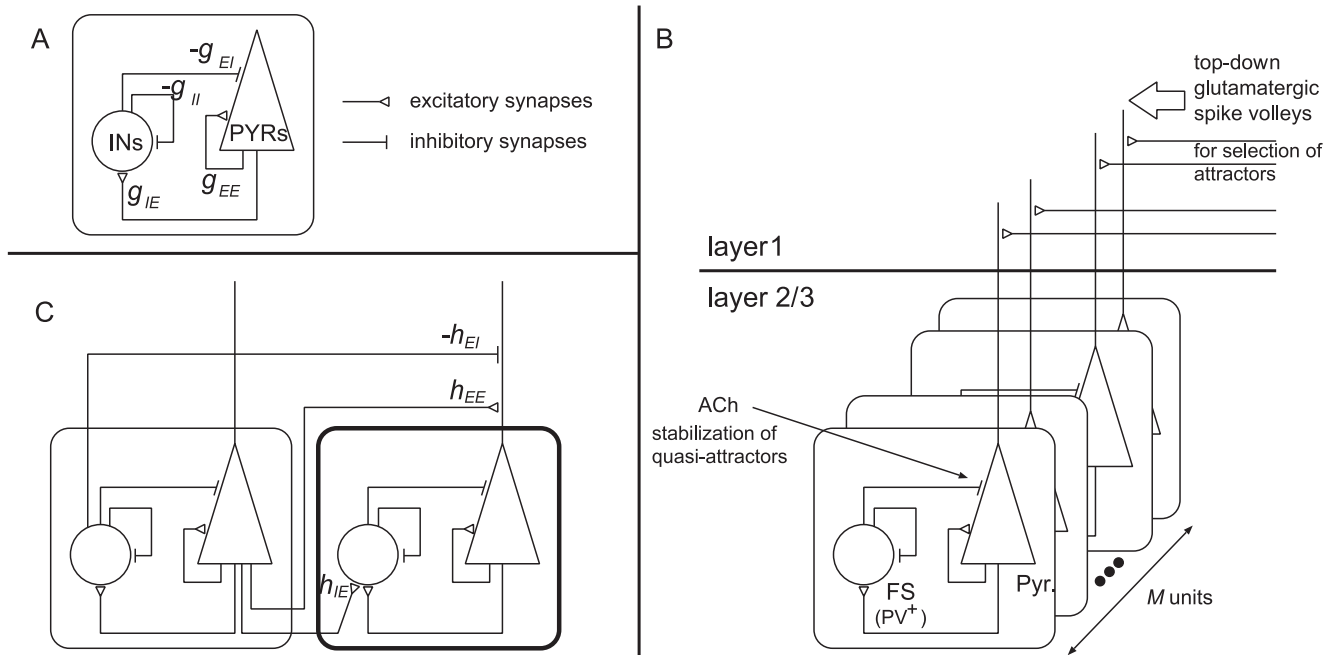 A
-g EI
-g II
INs
PYRs
g IE
g EE
excitatory synapses
inhibitory synapses
B
top-down
glutamatergic
spike volleys
for selection of
attractors
layer1
layer 2/3
ACh
stabilization of
quasi-attractors
FS
(PV+)
Pyr.
M units
C
-h EI
h EE
h IE